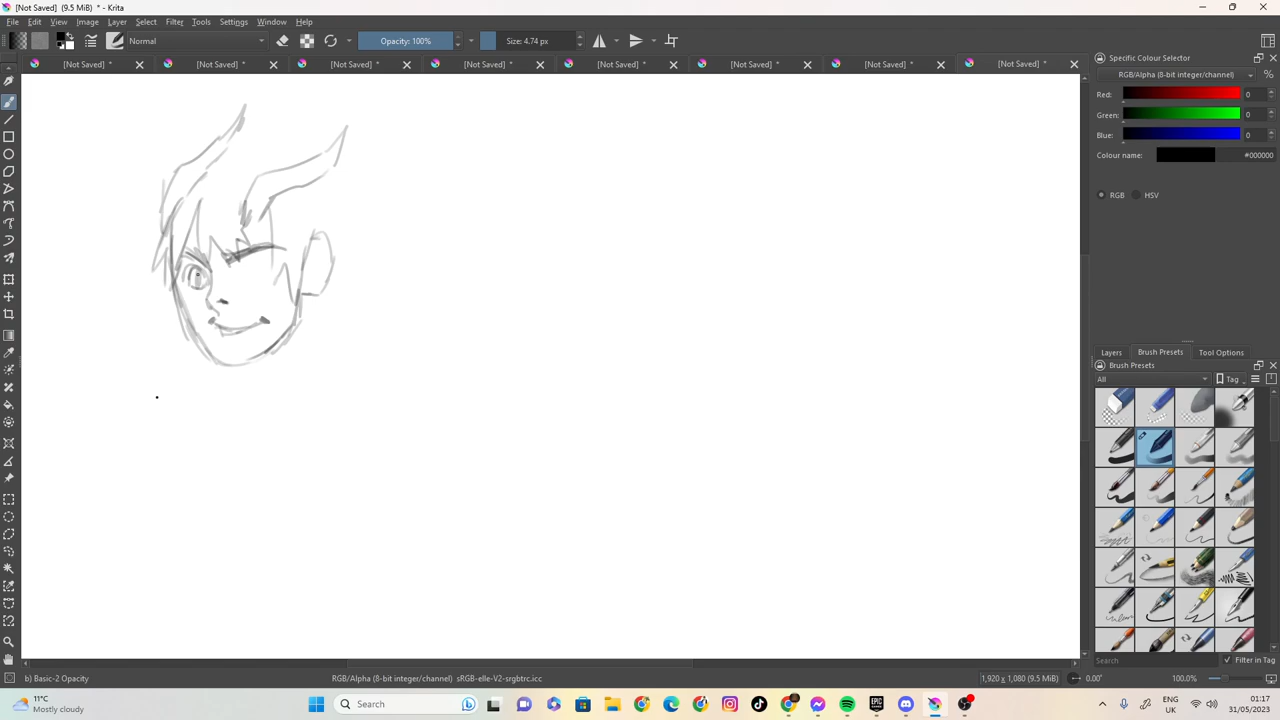 [Not Saved] (9.5 MiB) * - Krita
File Edit View Image Layer Select Filter Tools Settings Window Help
Normal Opacity: 100% Size: 4.74 px
[Not Saved] * [Not Saved] * [Not Saved] * [Not Saved] * [Not Saved] * [Not Saved] * [Not Saved] * [Not Saved] *
Specific Colour Selector
RGB/Alpha (8-bit integer/channel) %
Red: 0
Green: 0
Blue: 0
Colour name: #000000
RGB HSV
Layers Brush Presets Tool Options
Brush Presets
All Tag
Search Filter in Tag
b) Basic-2 Opacity RGB/Alpha (8-bit integer/channel) sRGB-elle-V2-srgbtrc.icc 1,920 x 1,080 (9.5 MiB) 0.00° 100.0%
11°C
Mostly cloudy
Search
ENG
UK
01:17
31/05/2023